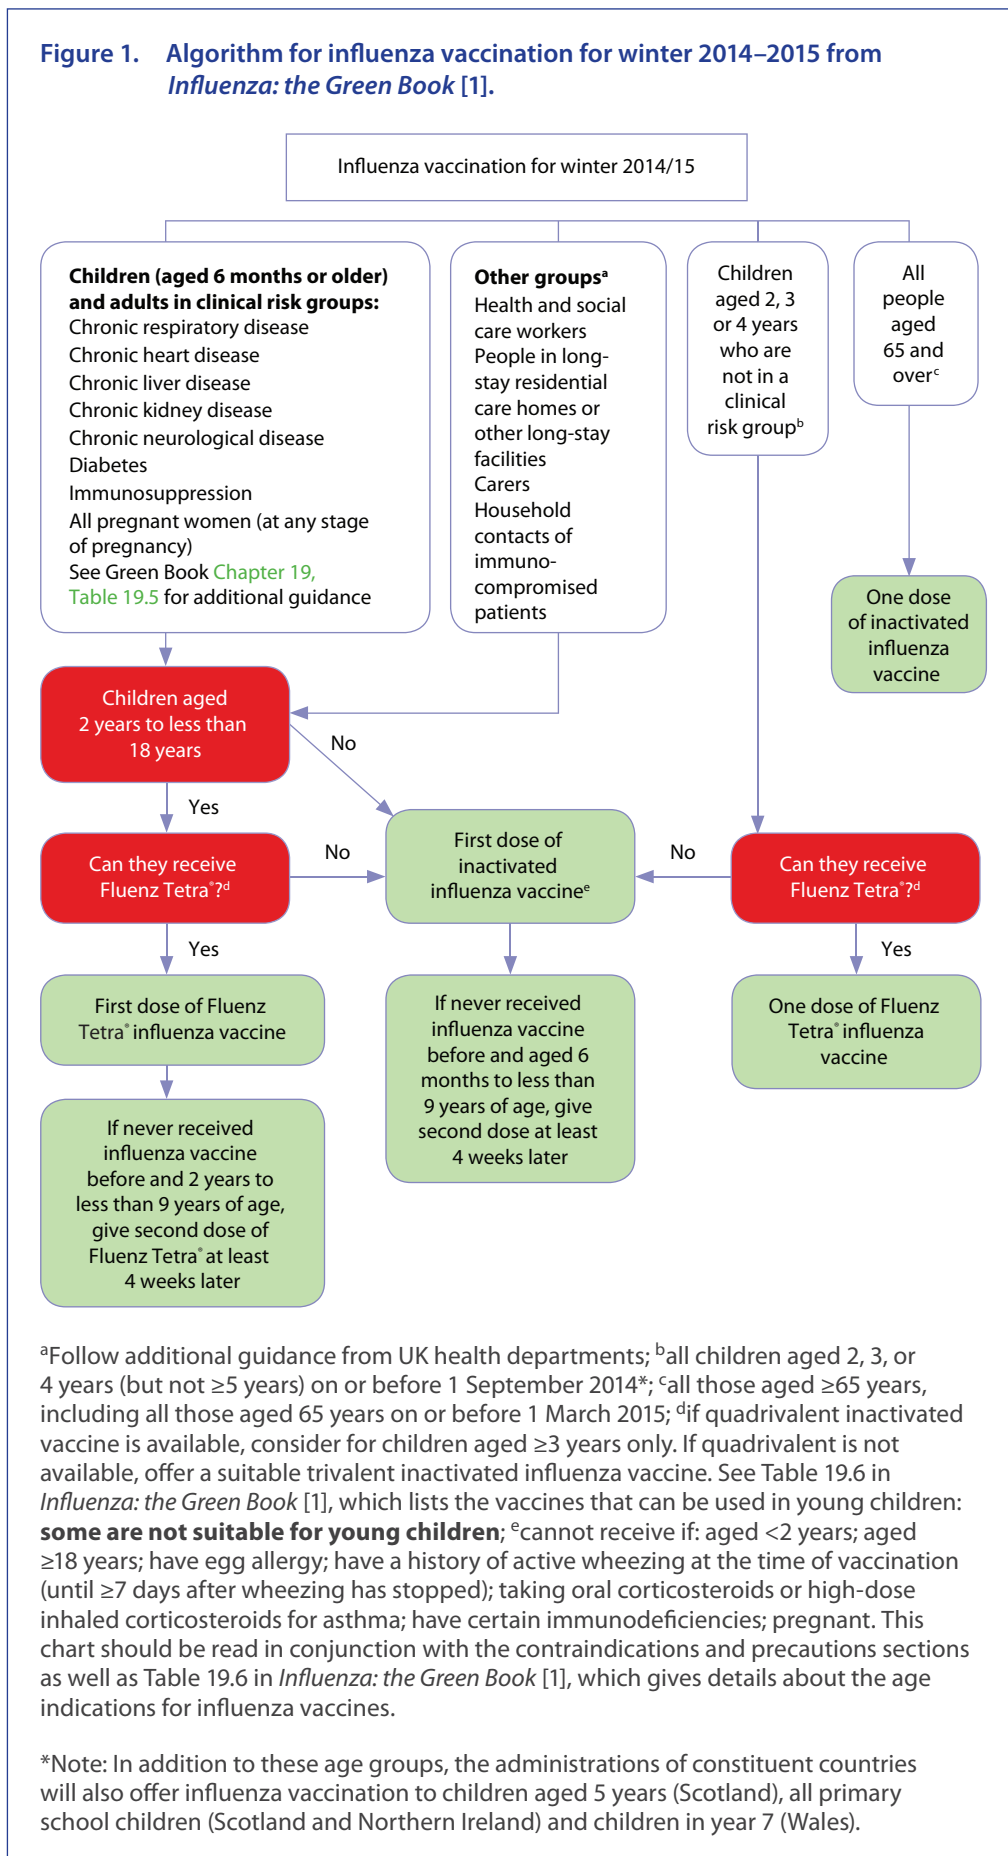 Figure 1. Algorithm for influenza vaccination for winter 2014–2015 from
Influenza: the Green Book [1].
Influenza vaccination for winter 2014/15
Children (aged 6 months or older)
and adults in clinical risk groups:
Chronic respiratory disease
Chronic heart disease
Chronic liver disease
Chronic kidney disease
Chronic neurological disease
Diabetes
Immunosuppression
All pregnant women (at any stage
of pregnancy)
See Green Book Chapter 19,
Table 19.5 for additional guidance
Other groupsᵃ
Health and social
care workers
People in long-
stay residential
care homes or
other long-stay
facilities
Carers
Household
contacts of
immuno-
compromised
patients
Children
aged 2, 3
or 4 years
who are
not in a
clinical
risk groupᵇ
All
people
aged
65 and
overᶜ
One dose
of inactivated
influenza
vaccine
Children aged
2 years to less than
18 years
No
Yes
Can they receive
Fluenz Tetra®?ᵈ
No
First dose of
inactivated
influenza vaccineᵉ
No
Can they receive
Fluenz Tetra®?ᵈ
Yes
Yes
First dose of Fluenz
Tetra® influenza vaccine
If never received
influenza vaccine
before and aged 6
months to less than
9 years of age, give
second dose at least
4 weeks later
One dose of Fluenz
Tetra® influenza
vaccine
If never received
influenza vaccine
before and 2 years to
less than 9 years of age,
give second dose of
Fluenz Tetra® at least
4 weeks later
ᵃFollow additional guidance from UK health departments; ᵇall children aged 2, 3, or
4 years (but not ≥5 years) on or before 1 September 2014*; ᶜall those aged ≥65 years,
including all those aged 65 years on or before 1 March 2015; ᵈif quadrivalent inactivated
vaccine is available, consider for children aged ≥3 years only. If quadrivalent is not
available, offer a suitable trivalent inactivated influenza vaccine. See Table 19.6 in
Influenza: the Green Book [1], which lists the vaccines that can be used in young children:
some are not suitable for young children; ᵉcannot receive if: aged <2 years; aged
≥18 years; have egg allergy; have a history of active wheezing at the time of vaccination
(until ≥7 days after wheezing has stopped); taking oral corticosteroids or high-dose
inhaled corticosteroids for asthma; have certain immunodeficiencies; pregnant. This
chart should be read in conjunction with the contraindications and precautions sections
as well as Table 19.6 in Influenza: the Green Book [1], which gives details about the age
indications for influenza vaccines.
*Note: In addition to these age groups, the administrations of constituent countries
will also offer influenza vaccination to children aged 5 years (Scotland), all primary
school children (Scotland and Northern Ireland) and children in year 7 (Wales).